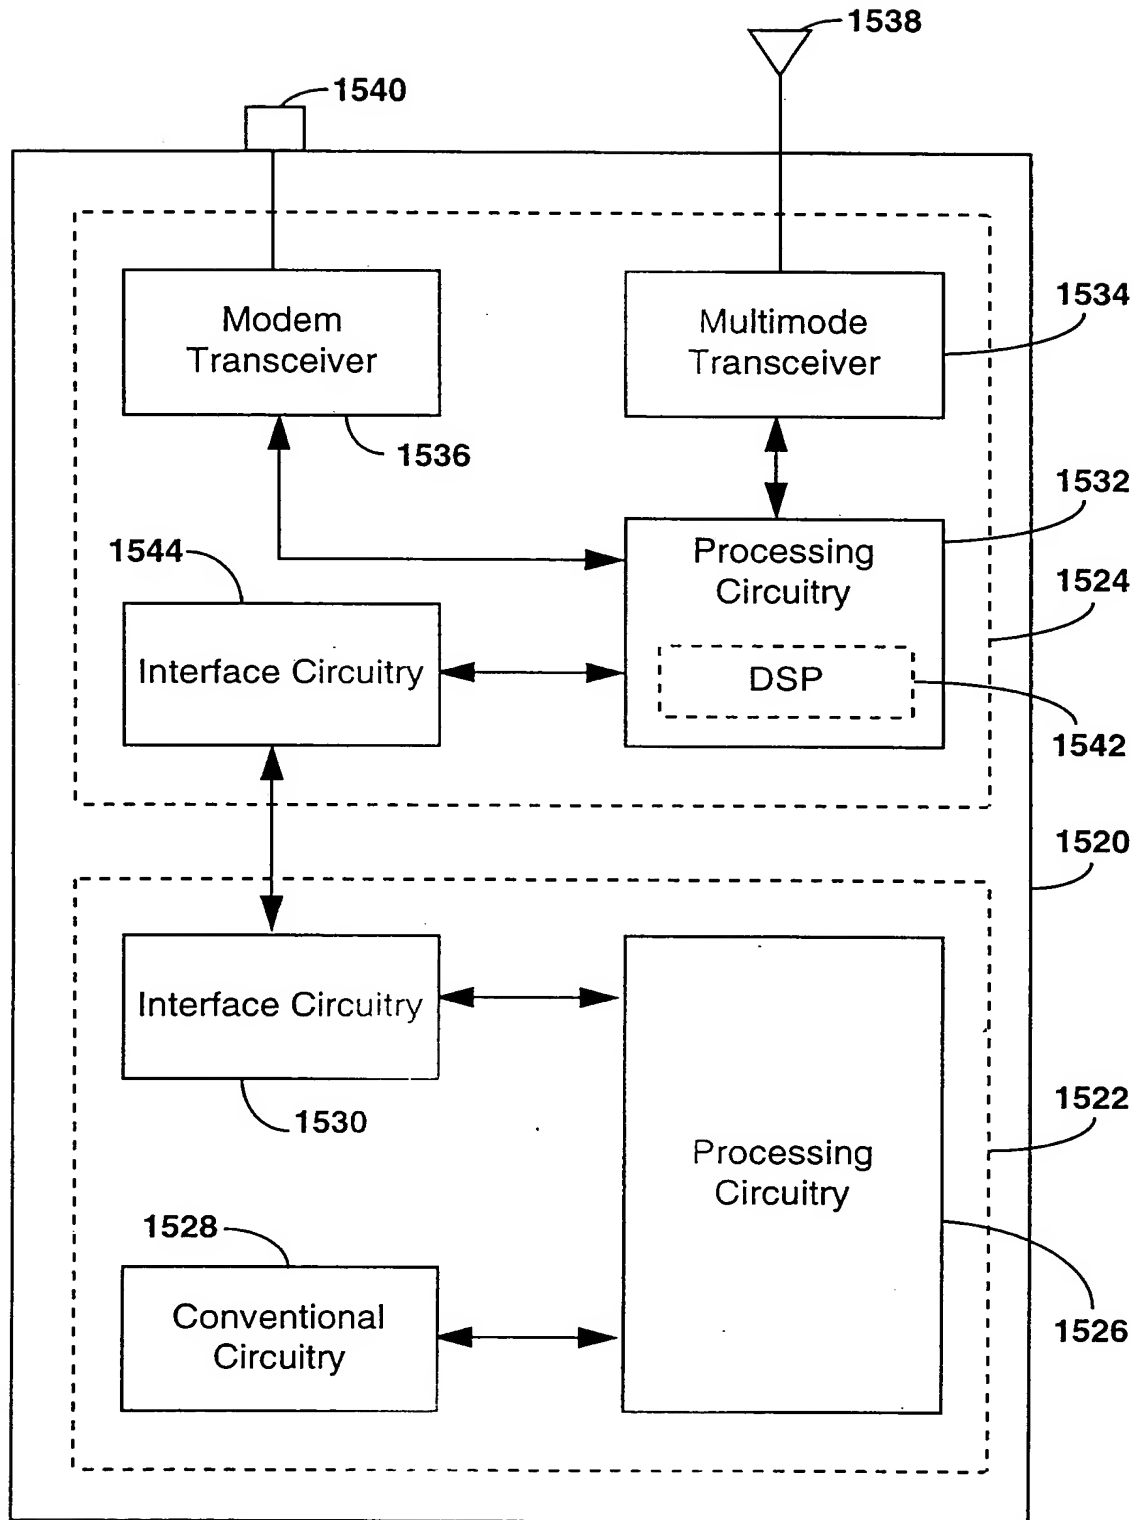 1538
1540
Modem
Transceiver
Multimode
Transceiver
1534
1536
1532
1544
Processing
Circuitry
1524
Interface Circuitry
DSP
1542
1520
Interface Circuitry
1530
1522
Processing
Circuitry
1528
Conventional
Circuitry
1526